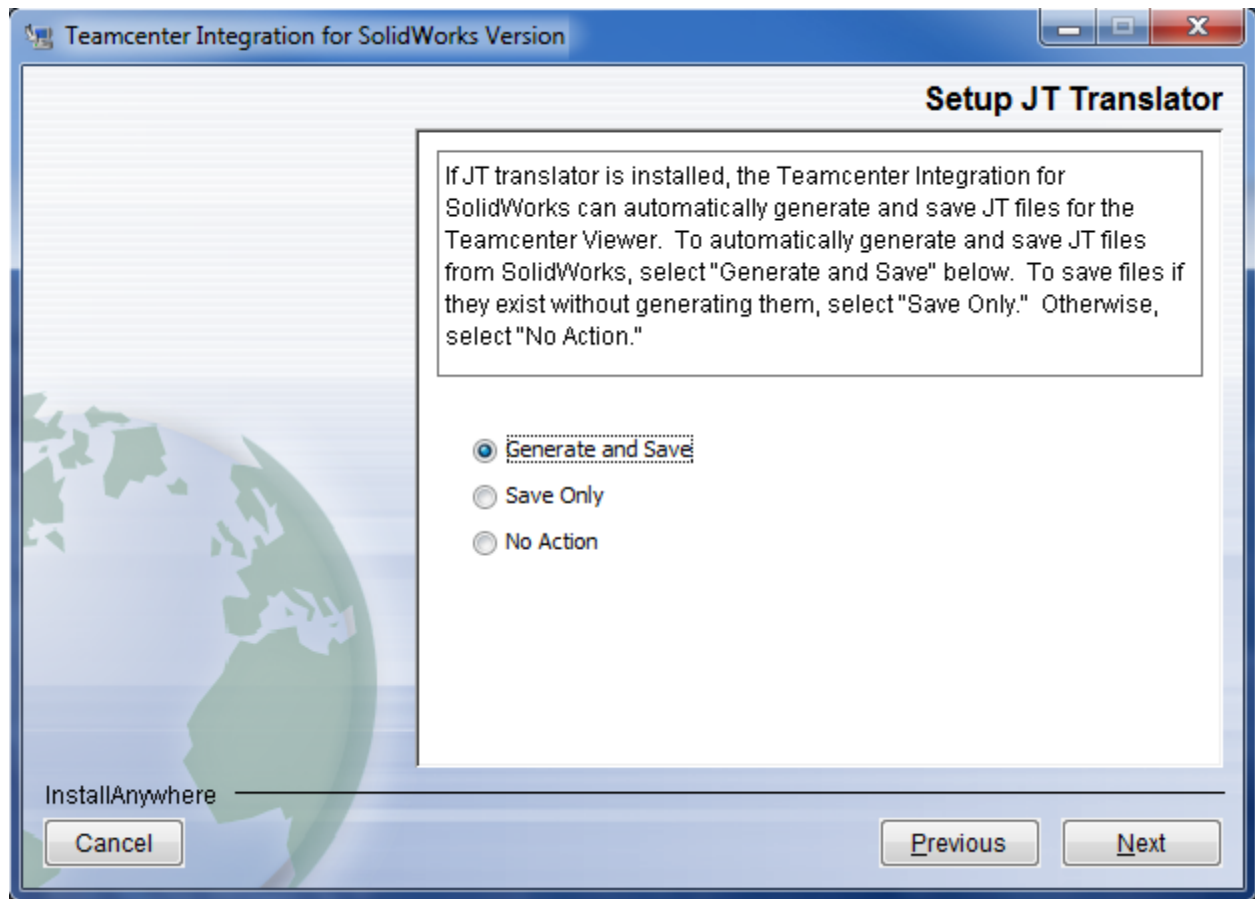 Teamcenter Integration for SolidWorks Version
Setup JT Translator
If JT translator is installed, the Teamcenter Integration for
SolidWorks can automatically generate and save JT files for the
Teamcenter Viewer.  To automatically generate and save JT files
from SolidWorks, select "Generate and Save" below.  To save files if
they exist without generating them, select "Save Only."  Otherwise,
select "No Action."
Generate and Save
Save Only
No Action
InstallAnywhere
Cancel
Previous
Next